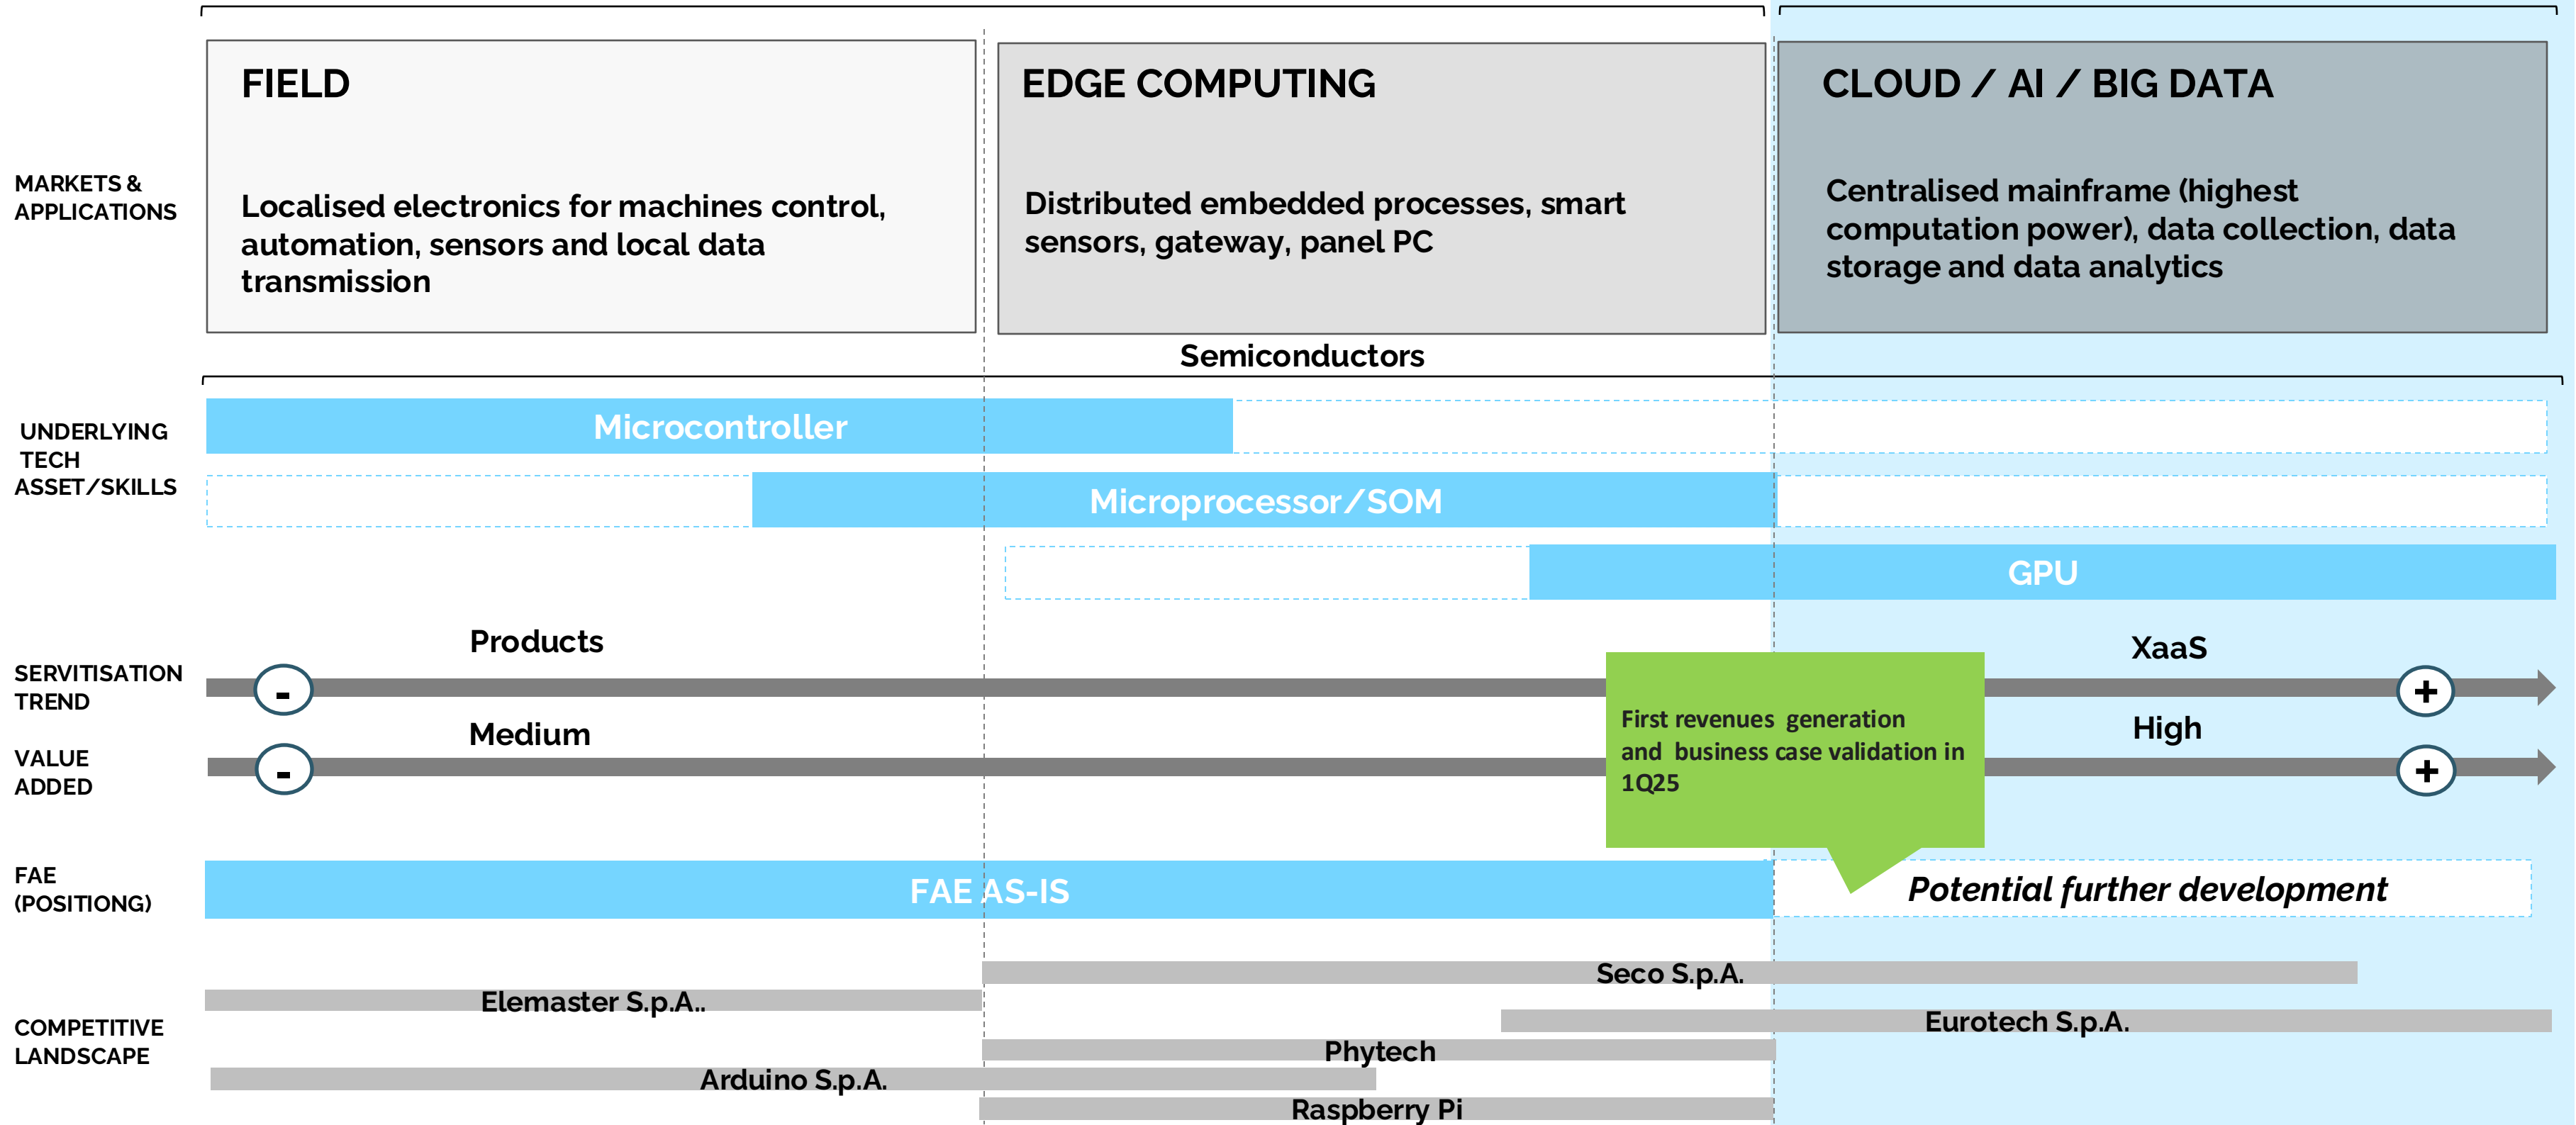 FIELD
Localised electronics for machines control,
automation, sensors and local data
transmission
EDGE COMPUTING
Distributed embedded processes, smart
sensors, gateway, panel PC
CLOUD / AI / BIG DATA
Centralised mainframe (highest
computation power), data collection, data
storage and data analytics
MARKETS &
APPLICATIONS
Semiconductors
UNDERLYING
TECH
ASSET/SKILLS
Microcontroller
Microprocessor/SOM
GPU
SERVITISATION
TREND
Products
XaaS
-
+
VALUE
ADDED
Medium
High
-
+
First revenues generation
and business case validation in
1Q25
FAE
(POSITIONG)
FAE AS-IS
Potential further development
COMPETITIVE
LANDSCAPE
Seco S.p.A.
Elemaster S.p.A..
Eurotech S.p.A.
Phytech
Arduino S.p.A.
Raspberry Pi